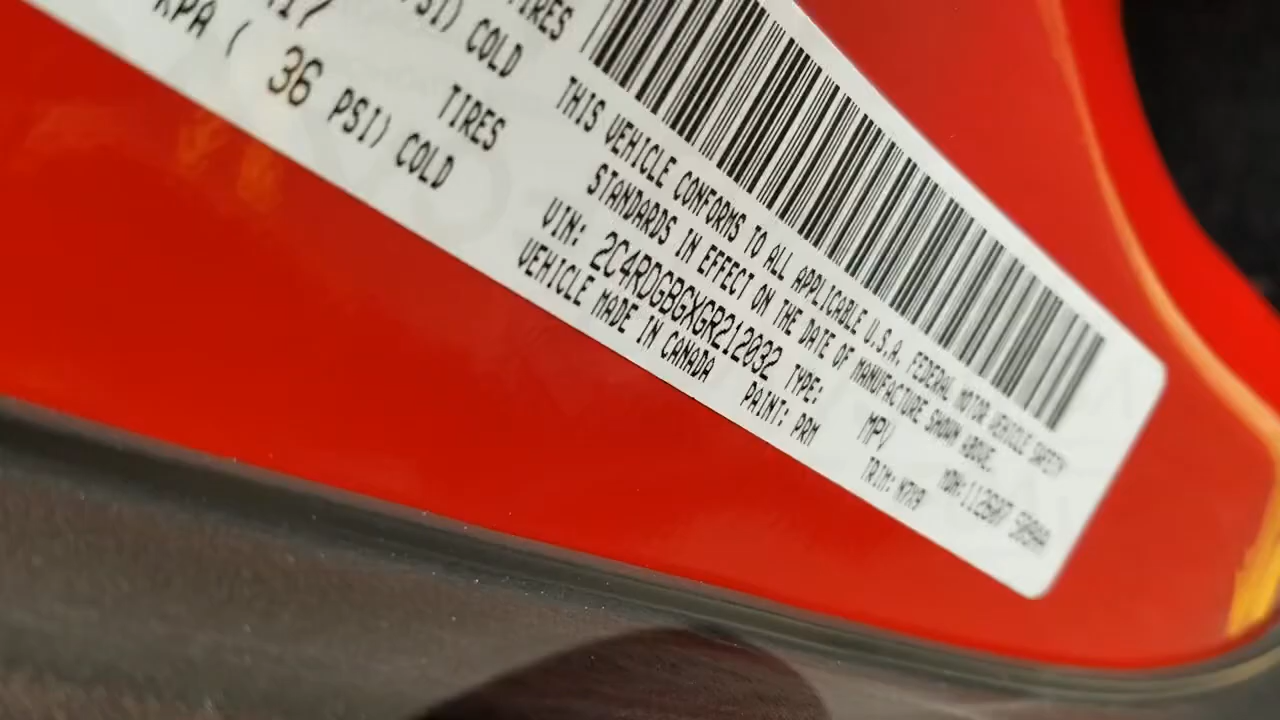 TIRES
PSI) COLD
KPA ( 36 PSI) COLD
TIRES
THIS VEHICLE CONFORMS TO ALL APPLICABLE U.S.A. FEDERAL MOTOR VEHICLE SAFETY
STANDARDS IN EFFECT ON THE DATE OF MANUFACTURE SHOWN ABOVE.
VIN: 2C4RDGBGXGR212032 TYPE: MPV
VEHICLE MADE IN CANADA PAINT: PRM TRIM: